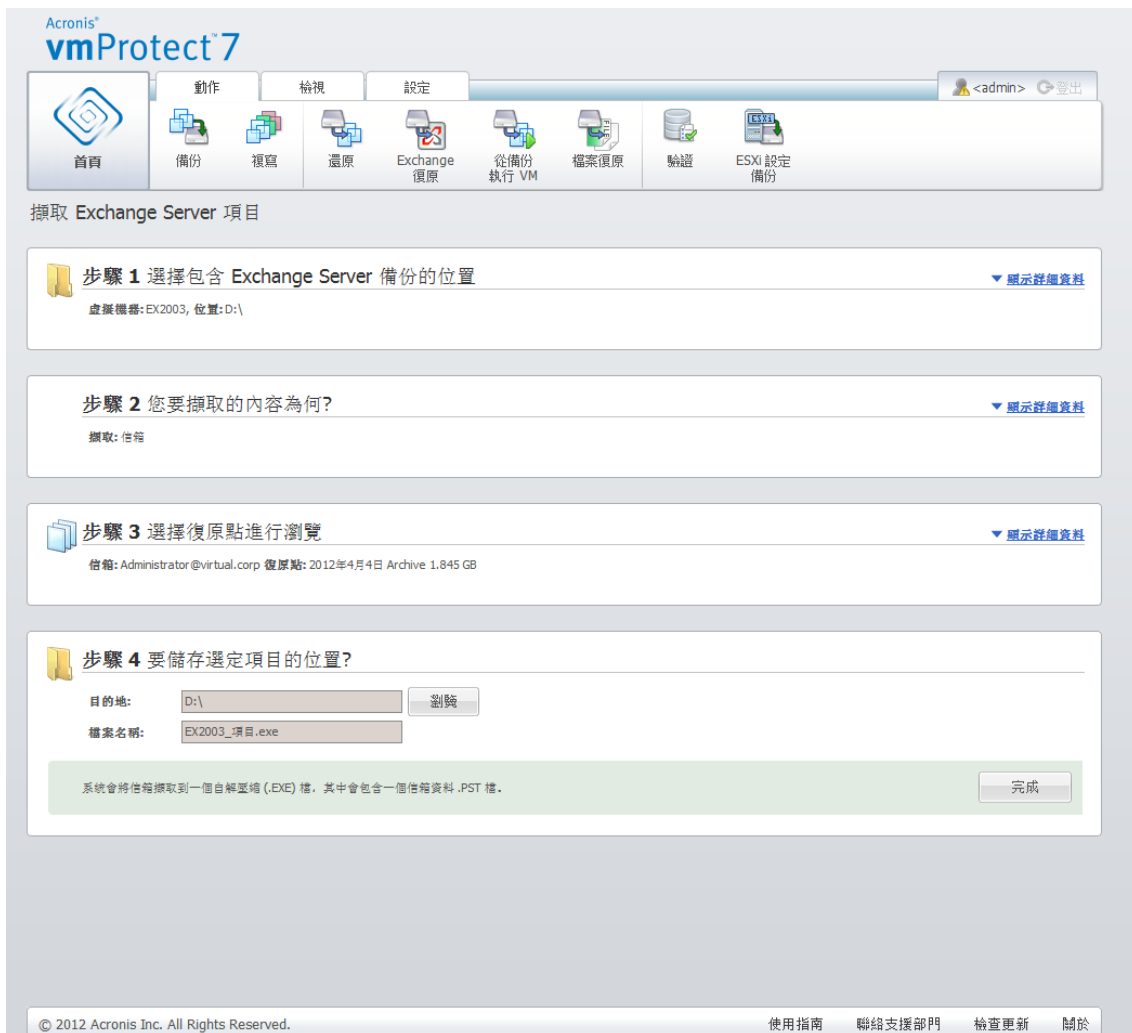 Acronis®
vmProtect™7
動作 檢視 設定 <admin> 登出
首頁 備份 複寫 還原 Exchange 復原 從備份 執行 VM 檔案復原 驗證 ESXi 設定 備份
擷取 Exchange Server 項目
步驟 1 選擇包含 Exchange Server 備份的位置 顯示詳細資料
虛擬機器:EX2003, 位置:D:\
步驟 2 您要擷取的內容為何? 顯示詳細資料
擷取: 信箱
步驟 3 選擇復原點進行瀏覽 顯示詳細資料
信箱: Administrator@virtual.corp 復原點: 2012年4月4日 Archive 1.845 GB
步驟 4 要儲存選定項目的位置?
目的地: D:\ 瀏覽
檔案名稱: EX2003_項目.exe
系統會將信箱擷取到一個自解壓縮 (.EXE) 檔，其中會包含一個信箱資料 .PST 檔。 完成
© 2012 Acronis Inc. All Rights Reserved. 使用指南 聯絡支援部門 檢查更新 關於